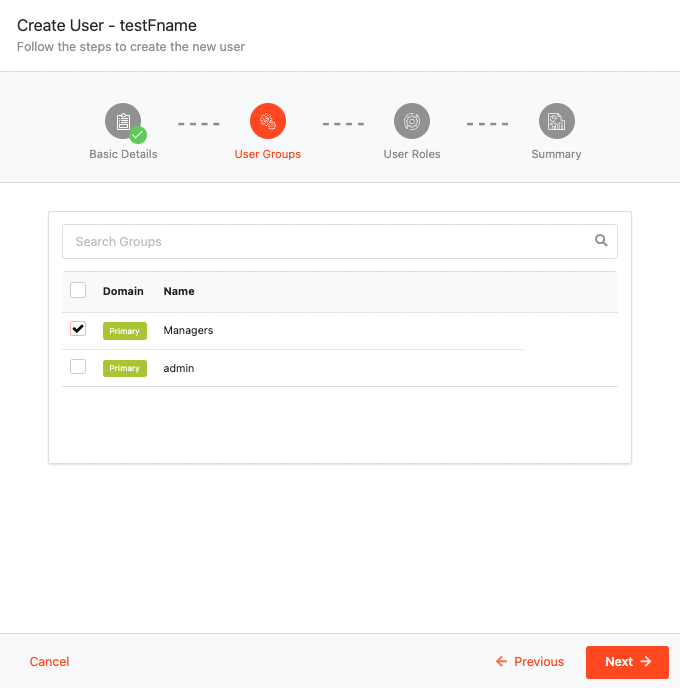 Create User - testFname
Follow the steps to create the new user
Basic Details
User Groups
User Roles
Summary
Search Groups
Domain Name
Primary Managers
Primary admin
Cancel
Previous
Next